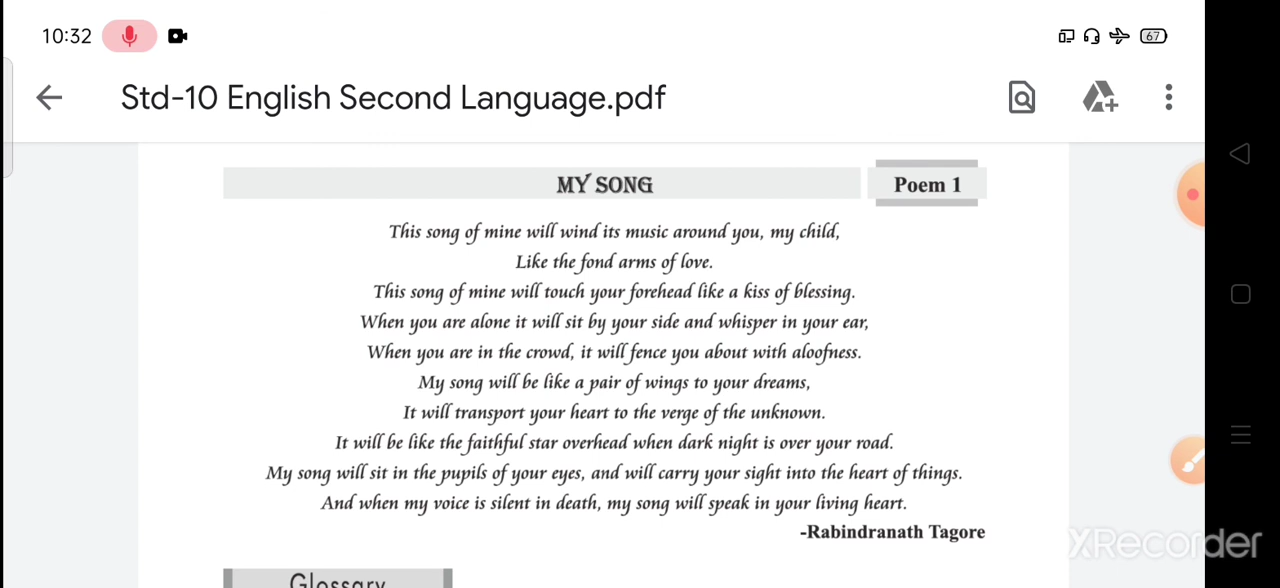 10:32
67
Std-10 English Second Language.pdf
MY SONG
Poem 1
This song of mine will wind its music around you, my child,
Like the fond arms of love.
This song of mine will touch your forehead like a kiss of blessing.
When you are alone it will sit by your side and whisper in your ear,
When you are in the crowd, it will fence you about with aloofness.
My song will be like a pair of wings to your dreams,
It will transport your heart to the verge of the unknown.
It will be like the faithful star overhead when dark night is over your road.
My song will sit in the pupils of your eyes, and will carry your sight into the heart of things.
And when my voice is silent in death, my song will speak in your living heart.
-Rabindranath Tagore
XRecorder
Glossary